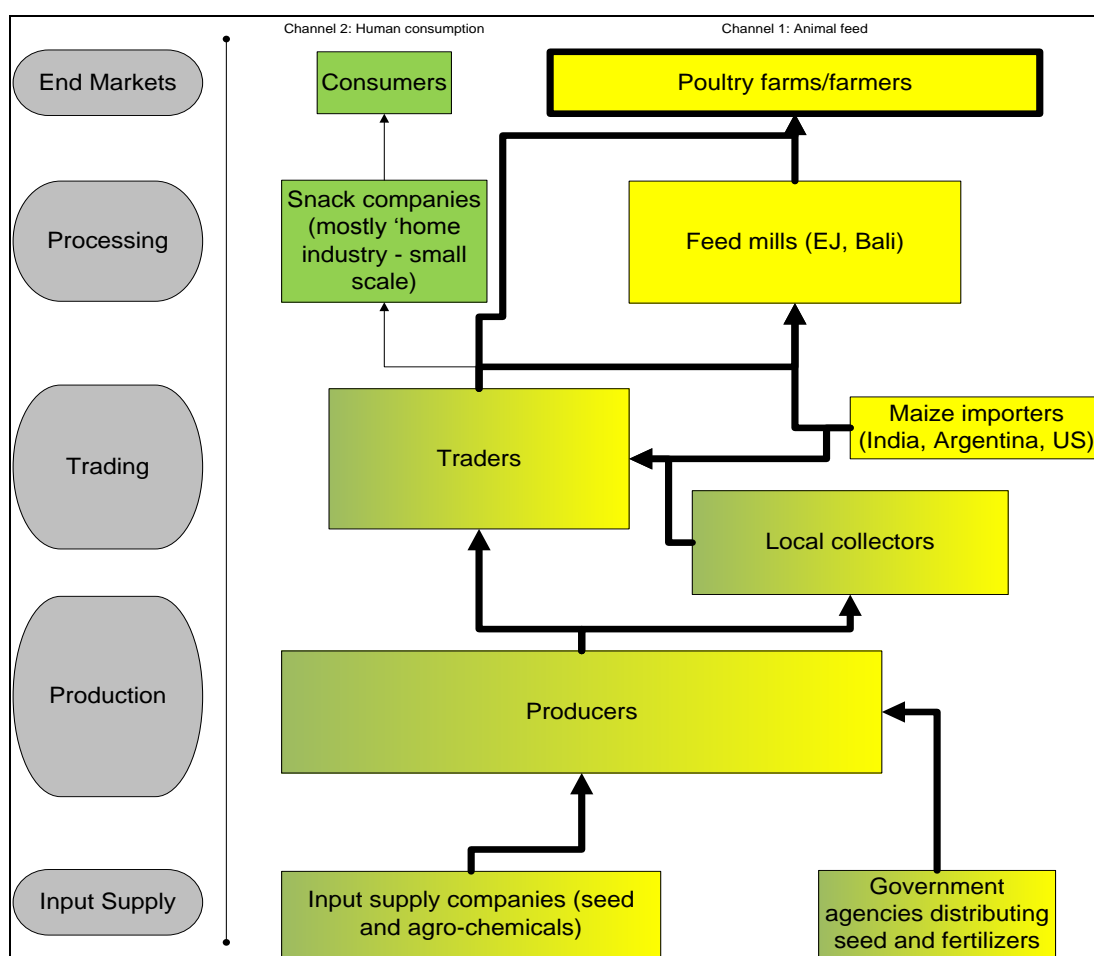 Channel 2: Human consumption
Channel 1: Animal feed
End Markets
Consumers
Poultry farms/farmers
Processing
Snack companies
(mostly ‘home
industry - small
scale)
Feed mills (EJ, Bali)
Trading
Traders
Maize importers
(India, Argentina, US)
Local collectors
Production
Producers
Input Supply
Input supply companies (seed
and agro-chemicals)
Government
agencies distributing
seed and fertilizers